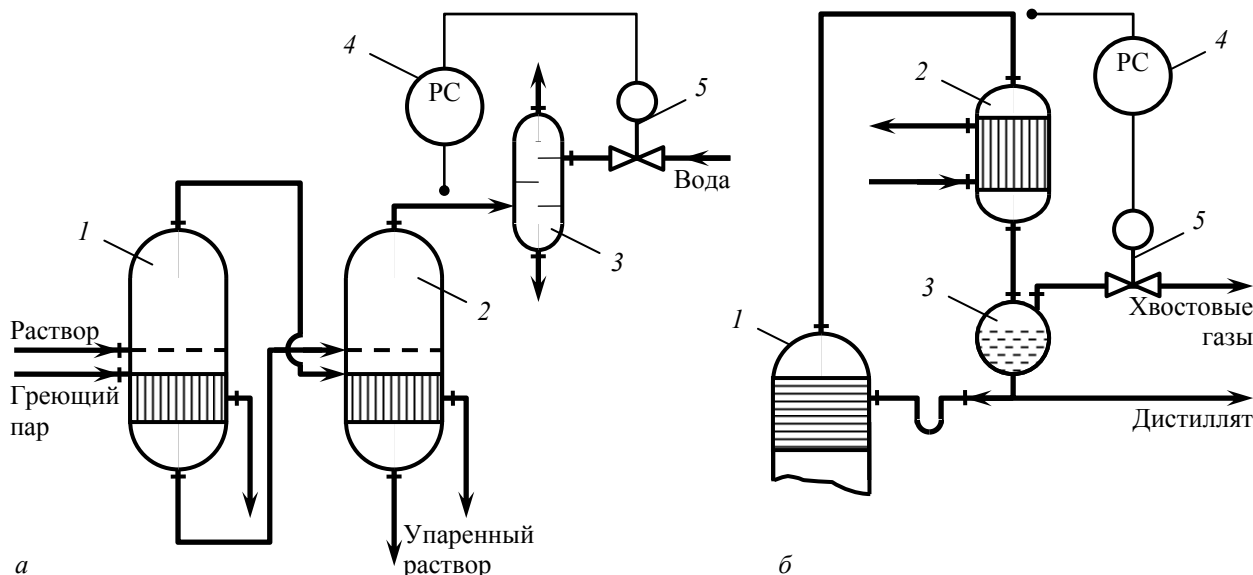 4
PC
5
Вода
3
1
2
Раствор
Греющий
пар
Упаренный
раствор
а
2
PC
4
5
3
1
Хвостовые
газы
Дистиллят
б